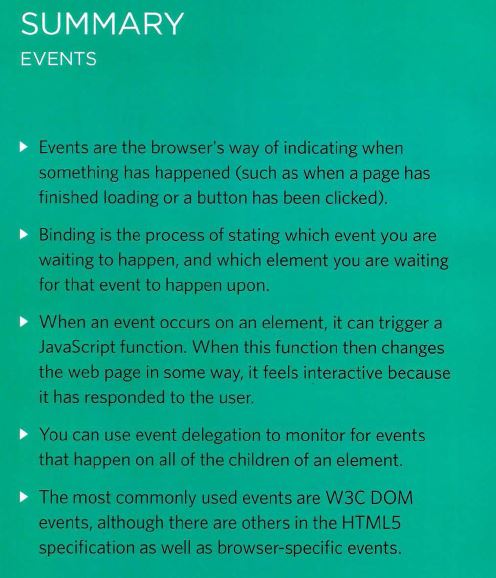 SUMMARY
EVENTS
Events are the browser's way of indicating when
something has happened (such as when a page has
finished loading or a button has been clicked).
Binding is the process of stating which event you are
waiting to happen, and which element you are waiting
for that event to happen upon.
When an event occurs on an element, it can trigger a
JavaScript function. When this function then changes
the web page in some way, it feels interactive because
it has responded to the user.
You can use event delegation to monitor for events
that happen on all of the children of an element.
The most commonly used events are W3C DOM
events, although there are others in the HTML5
specification as well as browser-specific events.